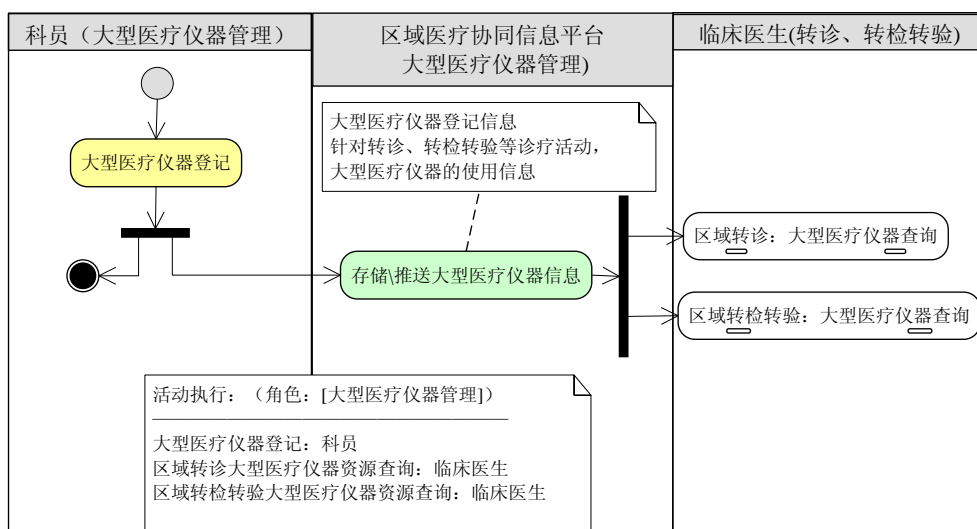 科员（大型医疗仪器管理）
区域医疗协同信息平台
大型医疗仪器管理)
临床医生(转诊、转检转验)
大型医疗仪器登记信息
针对转诊、转检转验等诊疗活动，
大型医疗仪器的使用信息
大型医疗仪器登记
存储\推送大型医疗仪器信息
区域转诊：大型医疗仪器查询
区域转检转验：大型医疗仪器查询
活动执行：（角色：[大型医疗仪器管理]）
大型医疗仪器登记：科员
区域转诊大型医疗仪器资源查询：临床医生
区域转检转验大型医疗仪器资源查询：临床医生